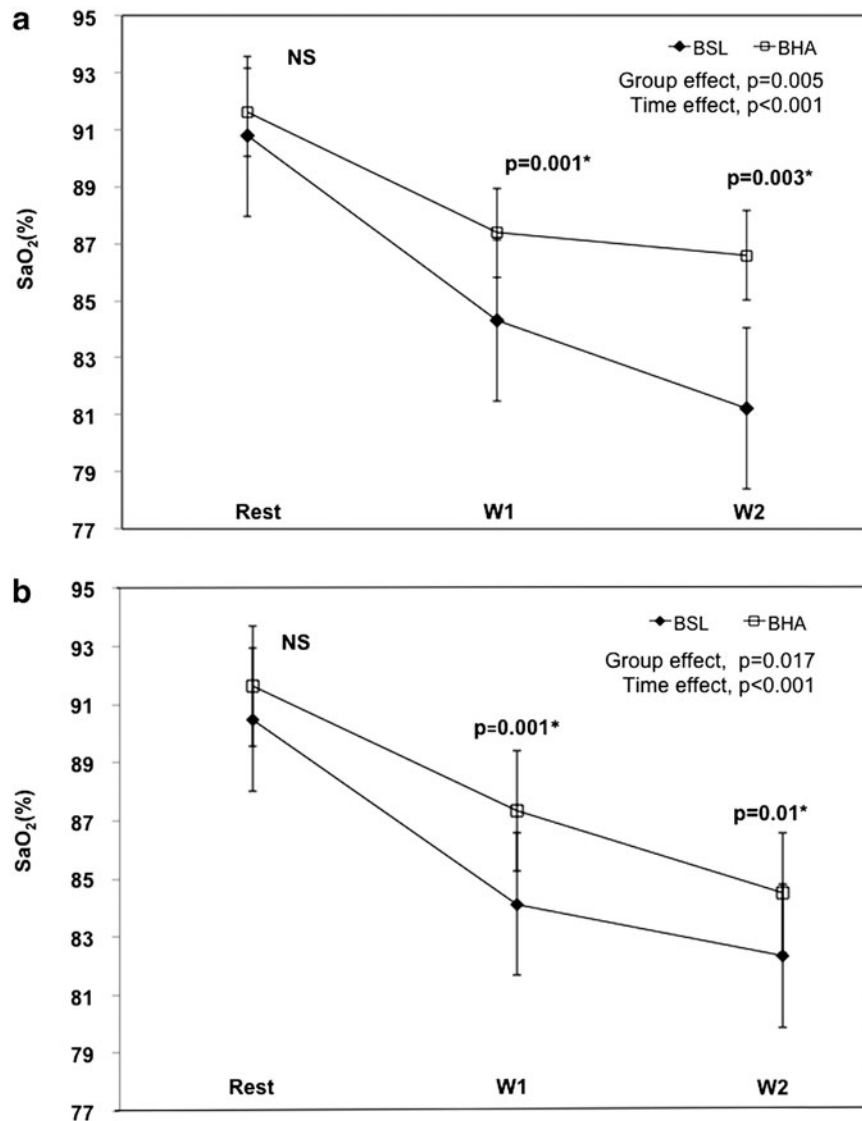 a
95
93
91
89
87
85
83
81
79
77
SaO₂(%)
NS
BSL BHA
Group effect, p=0.005
Time effect, p<0.001
p=0.001*
p=0.003*
Rest W1 W2
b
95
93
91
89
87
85
83
81
79
77
SaO₂(%)
NS
BSL BHA
Group effect, p=0.017
Time effect, p<0.001
p=0.001*
p=0.01*
Rest W1 W2